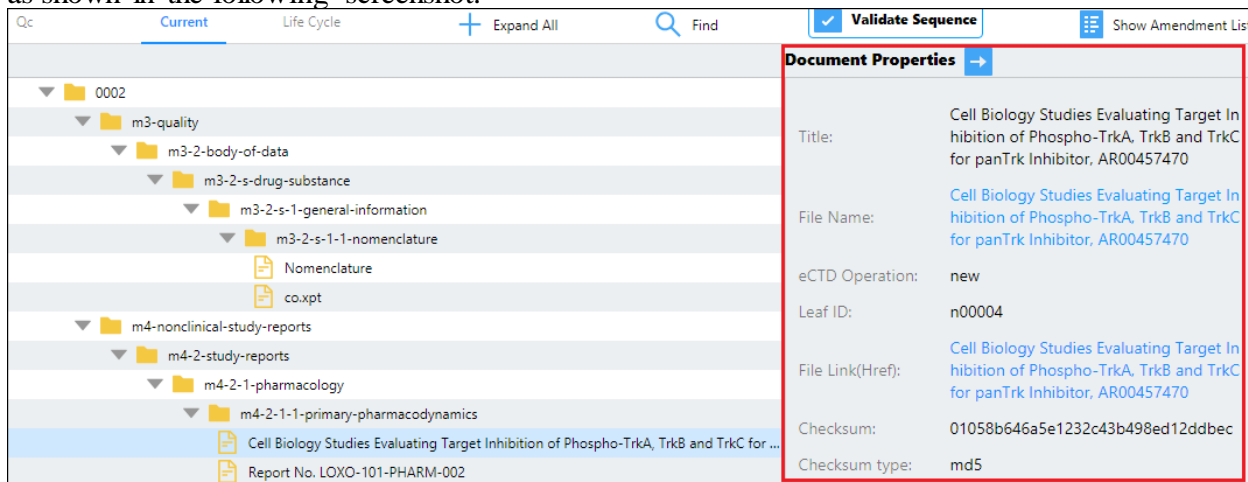 as shown in the following screenshot.
Qc Current Life Cycle Expand All Find Validate Sequence Show Amendment Lis
Document Properties
0002
m3-quality
m3-2-body-of-data
m3-2-s-drug-substance
m3-2-s-1-general-information
m3-2-s-1-1-nomenclature
Nomenclature
co.xpt
m4-nonclinical-study-reports
m4-2-study-reports
m4-2-1-pharmacology
m4-2-1-1-primary-pharmacodynamics
Cell Biology Studies Evaluating Target Inhibition of Phospho-TrkA, TrkB and TrkC for ...
Report No. LOXO-101-PHARM-002
Title:
Cell Biology Studies Evaluating Target In
hibition of Phospho-TrkA, TrkB and TrkC
for panTrk Inhibitor, AR00457470
File Name:
Cell Biology Studies Evaluating Target In
hibition of Phospho-TrkA, TrkB and TrkC
for panTrk Inhibitor, AR00457470
eCTD Operation: new
Leaf ID: n00004
File Link(Href):
Cell Biology Studies Evaluating Target In
hibition of Phospho-TrkA, TrkB and TrkC
for panTrk Inhibitor, AR00457470
Checksum: 01058b646a5e1232c43b498ed12ddbec
Checksum type: md5